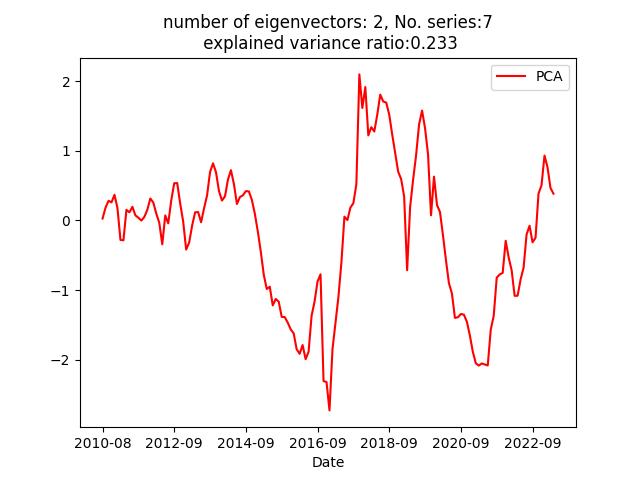 number of eigenvectors: 2, No. series:7
explained variance ratio:0.233
PCA
2
1
0
−1
−2
2010-08 2012-09 2014-09 2016-09 2018-09 2020-09 2022-09
Date